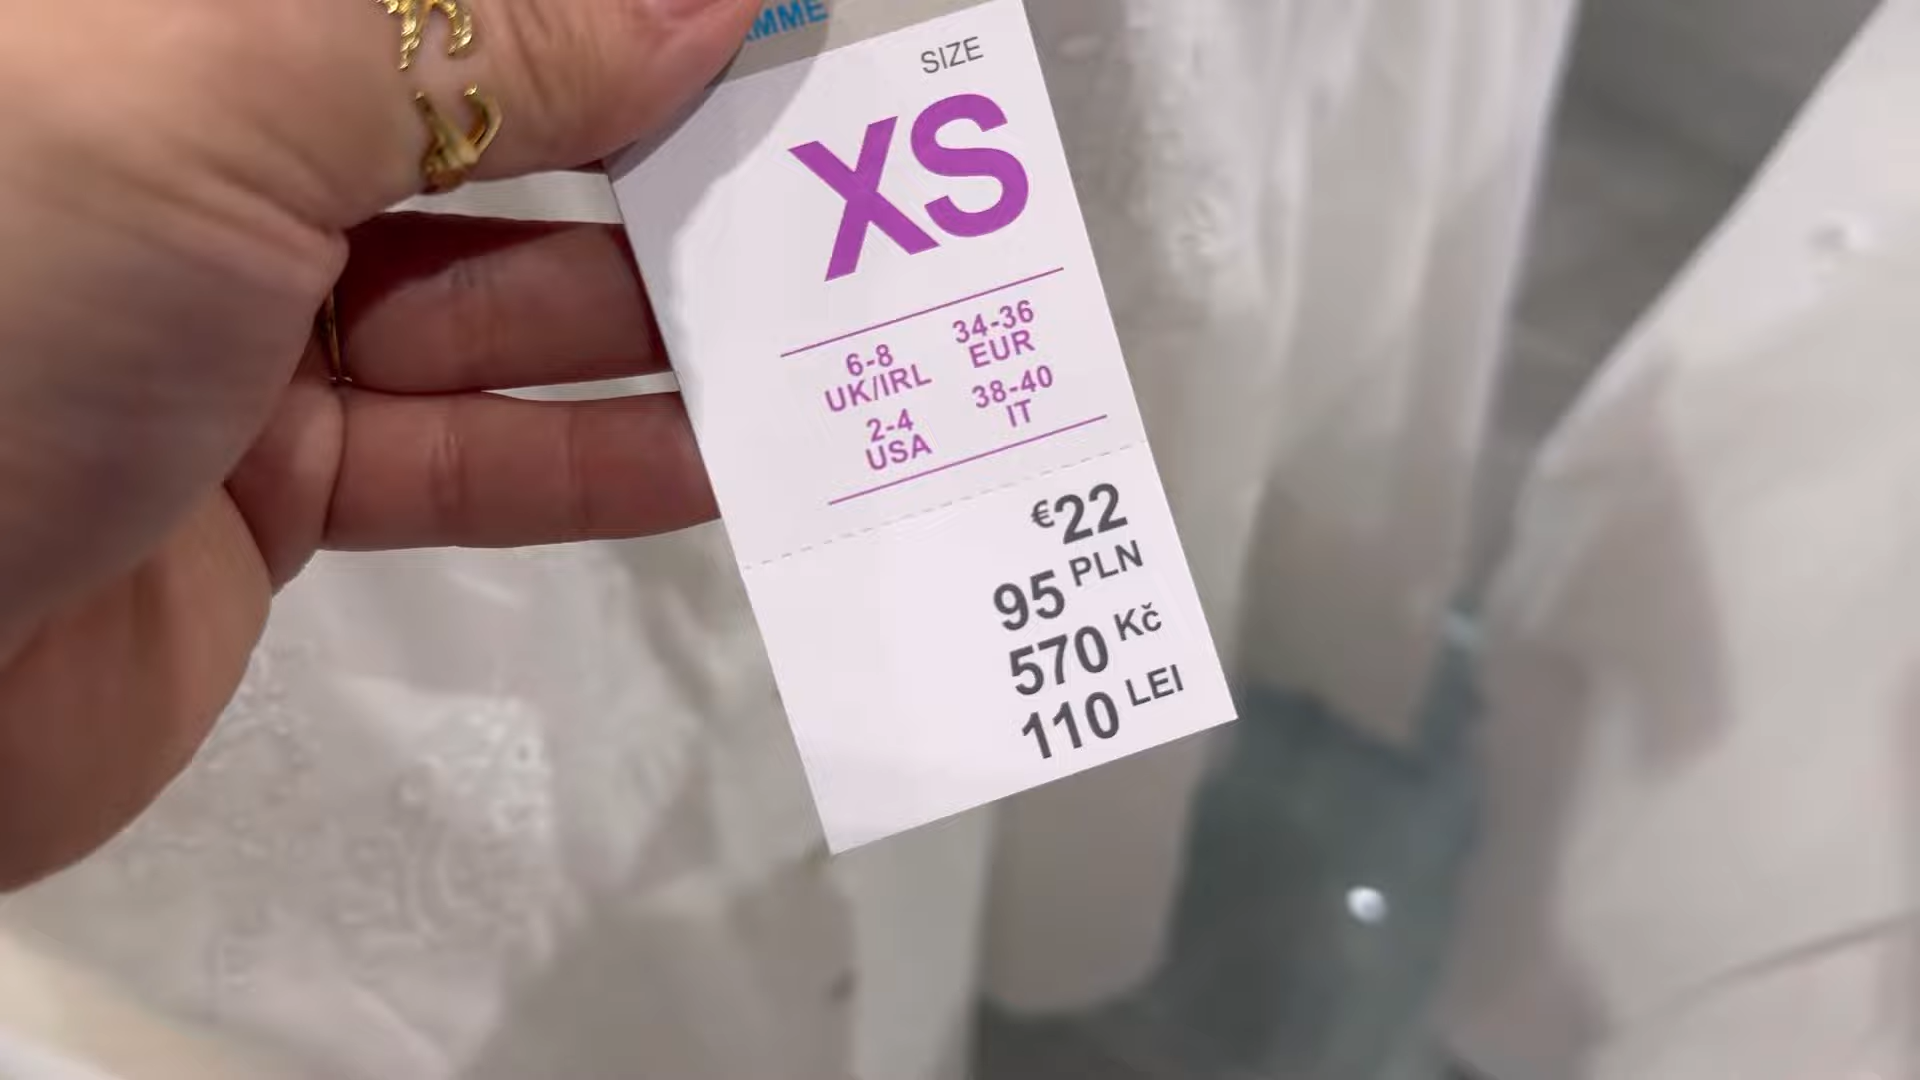 SIZE
XS
6-8
UK/IRL
34-36
EUR
2-4
USA
38-40
IT
€22
95 PLN
570 Kč
110 LEI